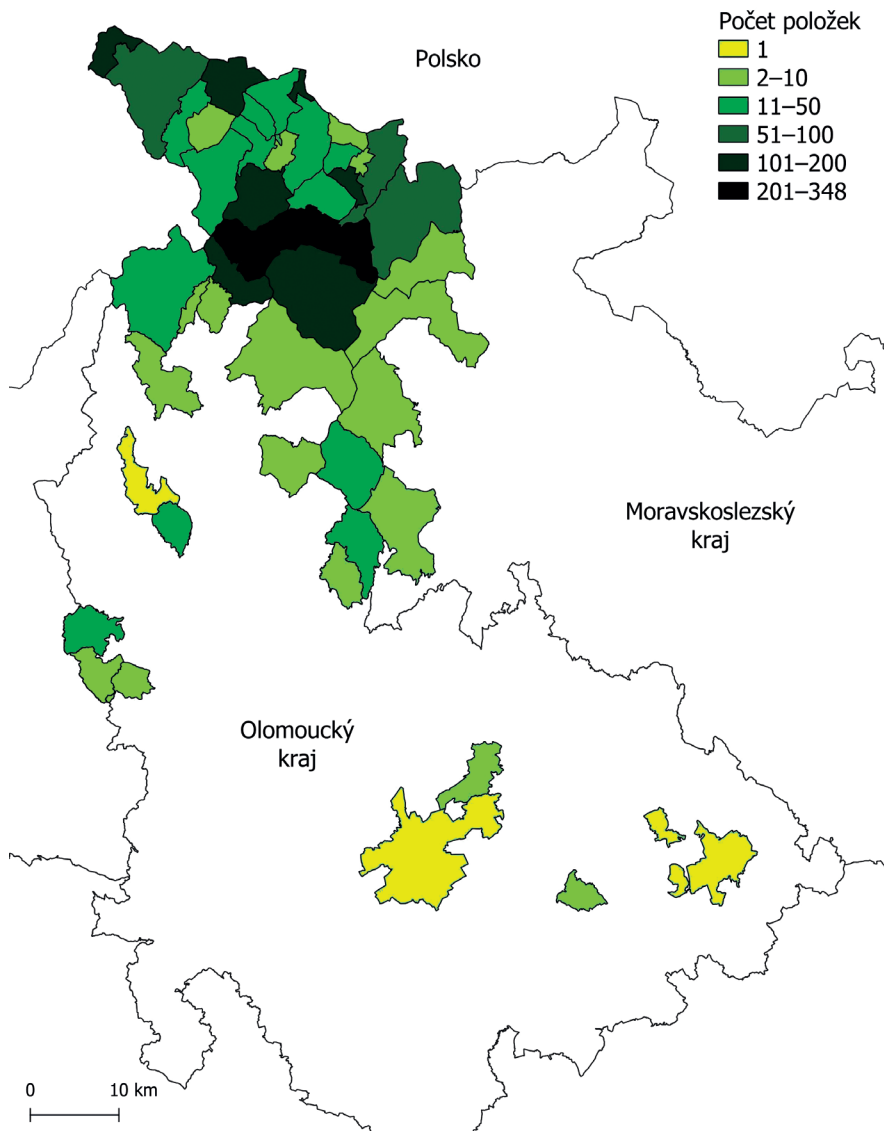 Počet položek
1
2–10
11–50
51–100
101–200
201–348
Polsko
Moravskoslezský
kraj
Olomoucký
kraj
0 10 km